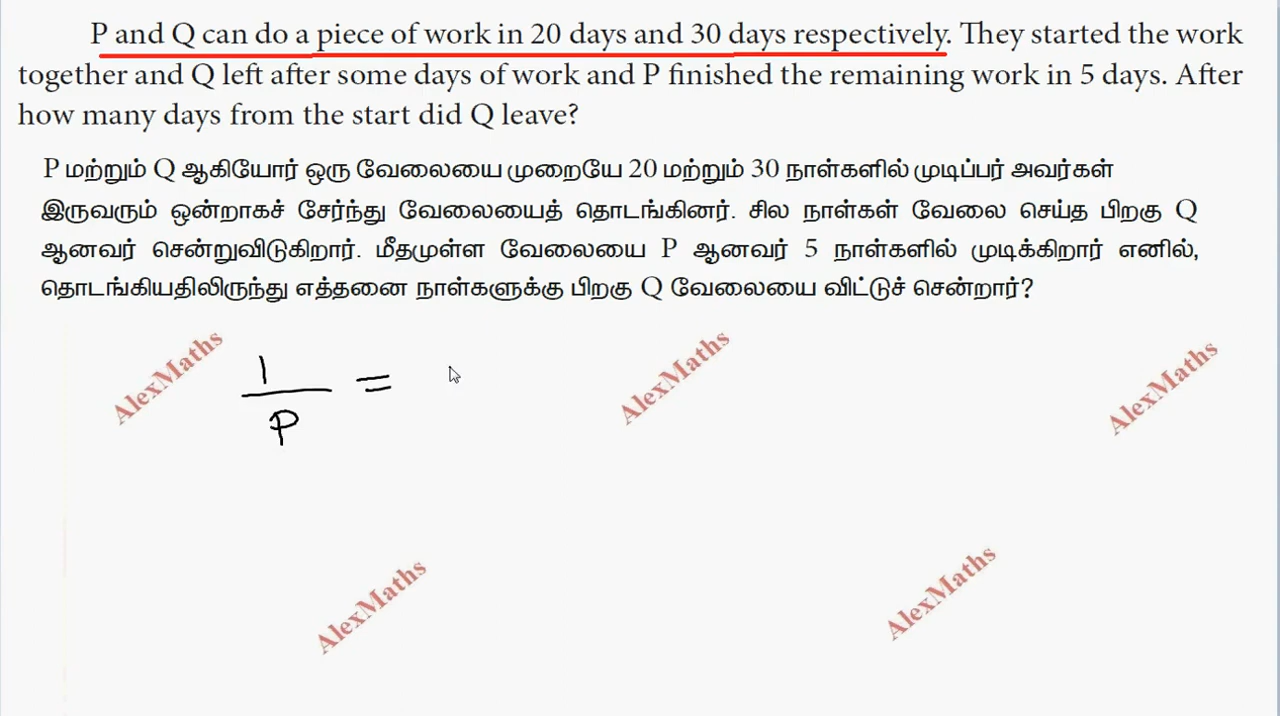 P and Q can do a piece of work in 20 days and 30 days respectively. They started the work
together and Q left after some days of work and P finished the remaining work in 5 days. After
how many days from the start did Q leave?
P மற்றும் Q ஆகியோர் ஒரு வேலையை முறையே 20 மற்றும் 30 நாள்களில் முடிப்பர் அவர்கள்
இருவரும் ஒன்றாகச் சேர்ந்து வேலையைத் தொடங்கினர். சில நாள்கள் வேலை செய்த பிறகு Q
ஆனவர் சென்றுவிடுகிறார். மீதமுள்ள வேலையை P ஆனவர் 5 நாள்களில் முடிக்கிறார் எனில்,
தொடங்கியதிலிருந்து எத்தனை நாள்களுக்கு பிறகு Q வேலையை விட்டுச் சென்றார்?
AlexMaths
AlexMaths
AlexMaths
1
P =
AlexMaths
AlexMaths